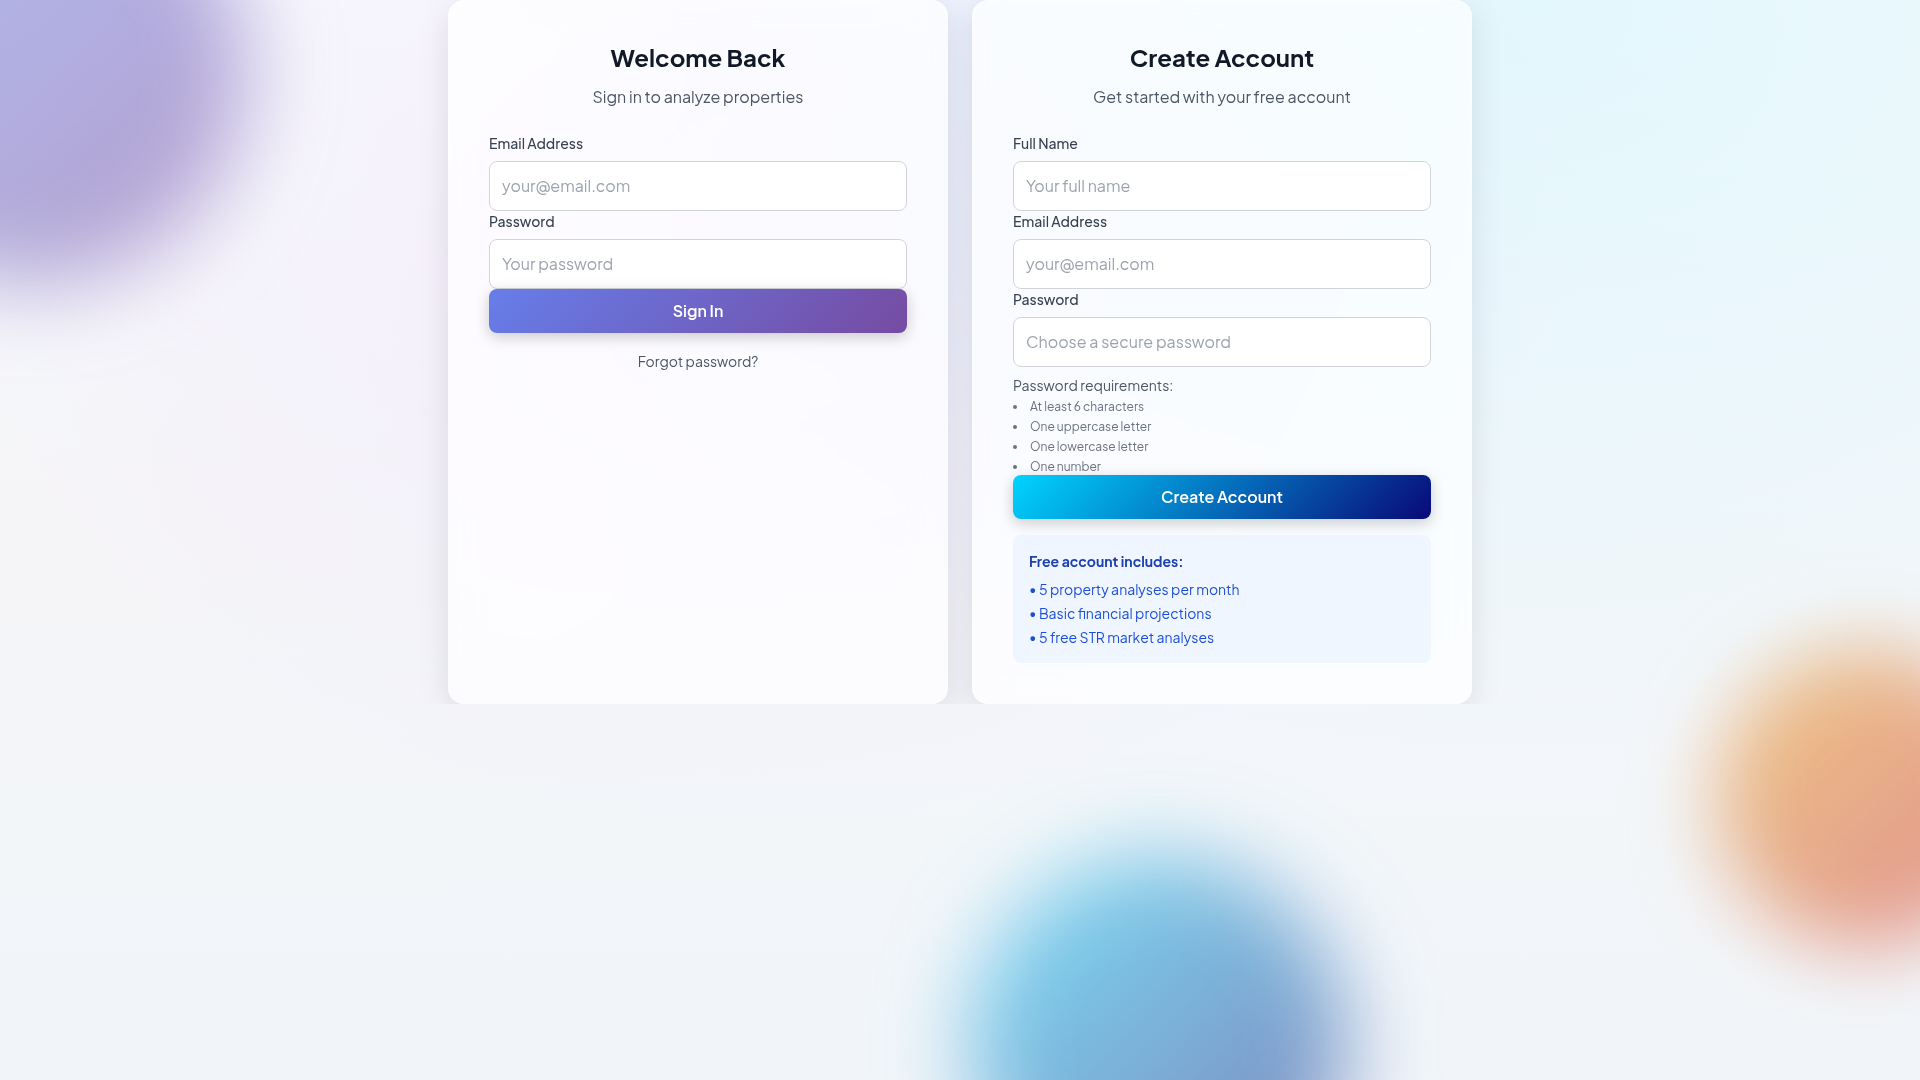 Welcome Back
Sign in to analyze properties
Email Address
your@email.com
Password
Your password
Sign In
Forgot password?
Create Account
Get started with your free account
Full Name
Your full name
Email Address
your@email.com
Password
Choose a secure password
Password requirements:
• At least 6 characters
• One uppercase letter
• One lowercase letter
• One number
Create Account
Free account includes:
• 5 property analyses per month
• Basic financial projections
• 5 free STR market analyses